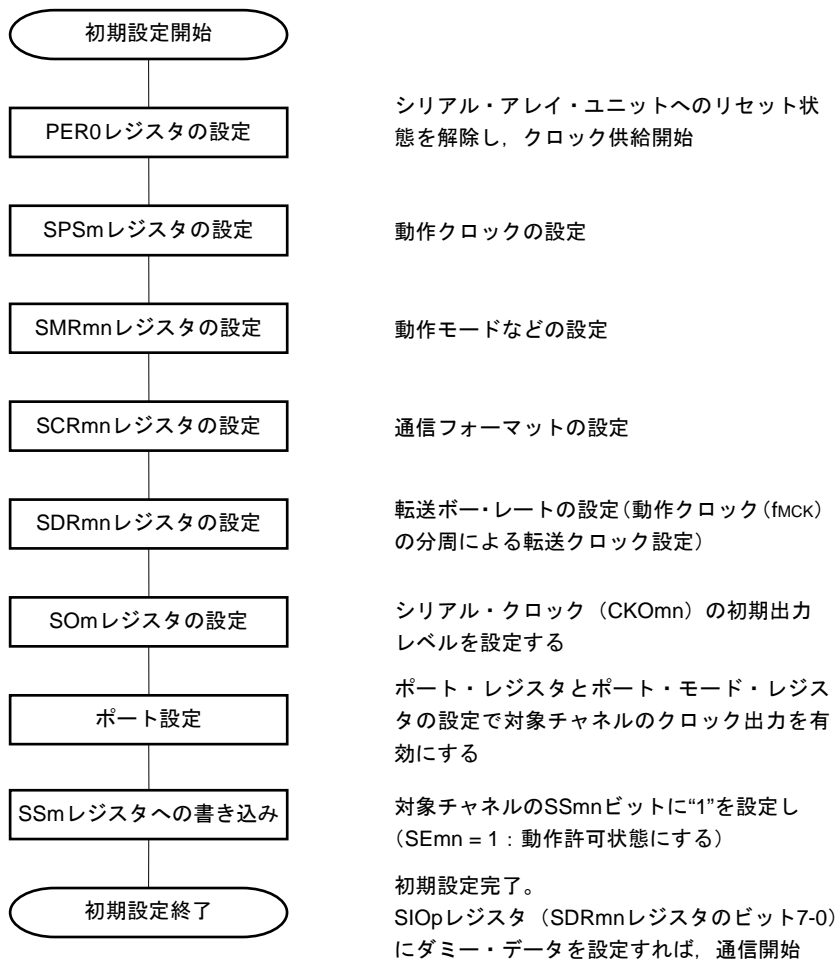 初期設定開始
PER0レジスタの設定
シリアル・アレイ・ユニットへのリセット状
態を解除し，クロック供給開始
SPSmレジスタの設定
動作クロックの設定
SMRmnレジスタの設定
動作モードなどの設定
SCRmnレジスタの設定
通信フォーマットの設定
SDRmnレジスタの設定
転送ボー・レートの設定（動作クロック（fMCK）
の分周による転送クロック設定）
SOmレジスタの設定
シリアル・クロック（CKOmn）の初期出力
レベルを設定する
ポート設定
ポート・レジスタとポート・モード・レジス
タの設定で対象チャネルのクロック出力を有
効にする
SSmレジスタへの書き込み
対象チャネルのSSmnビットに“1”を設定し
（SEmn = 1：動作許可状態にする）
初期設定終了
初期設定完了。
SIOpレジスタ（SDRmnレジスタのビット7-0）
にダミー・データを設定すれば，通信開始